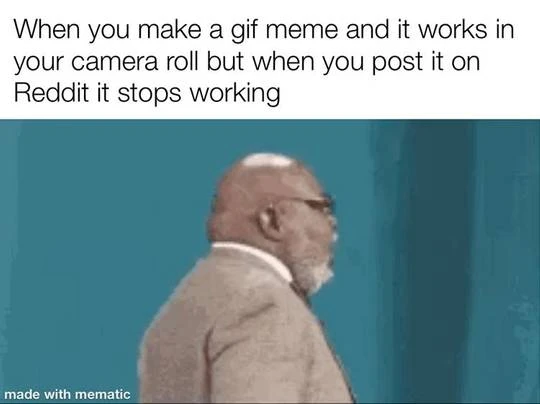 When you make a gif meme and it works in
your camera roll but when you post it on
Reddit it stops working
made with mematic